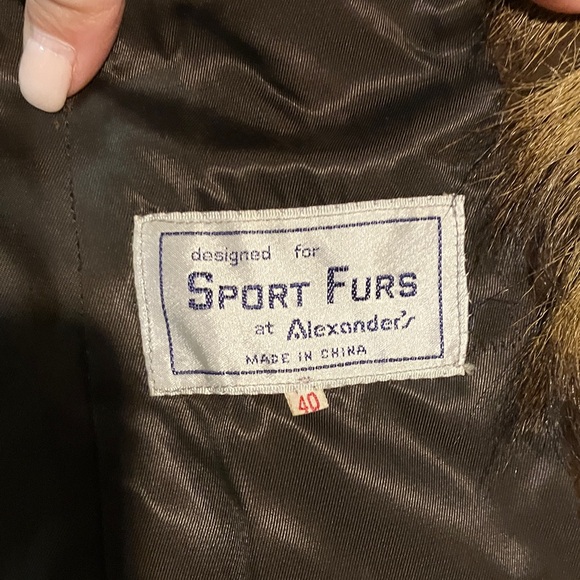 designed for
SPORT FURS
at Alexander's
MADE IN CHINA
40